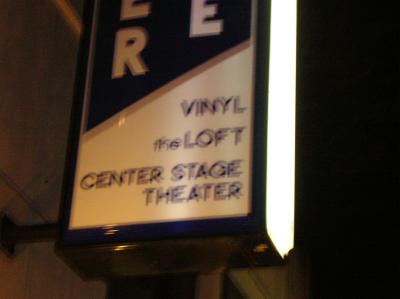 E
R
E
VINYL
the LOFT
CENTER STAGE
THEATER